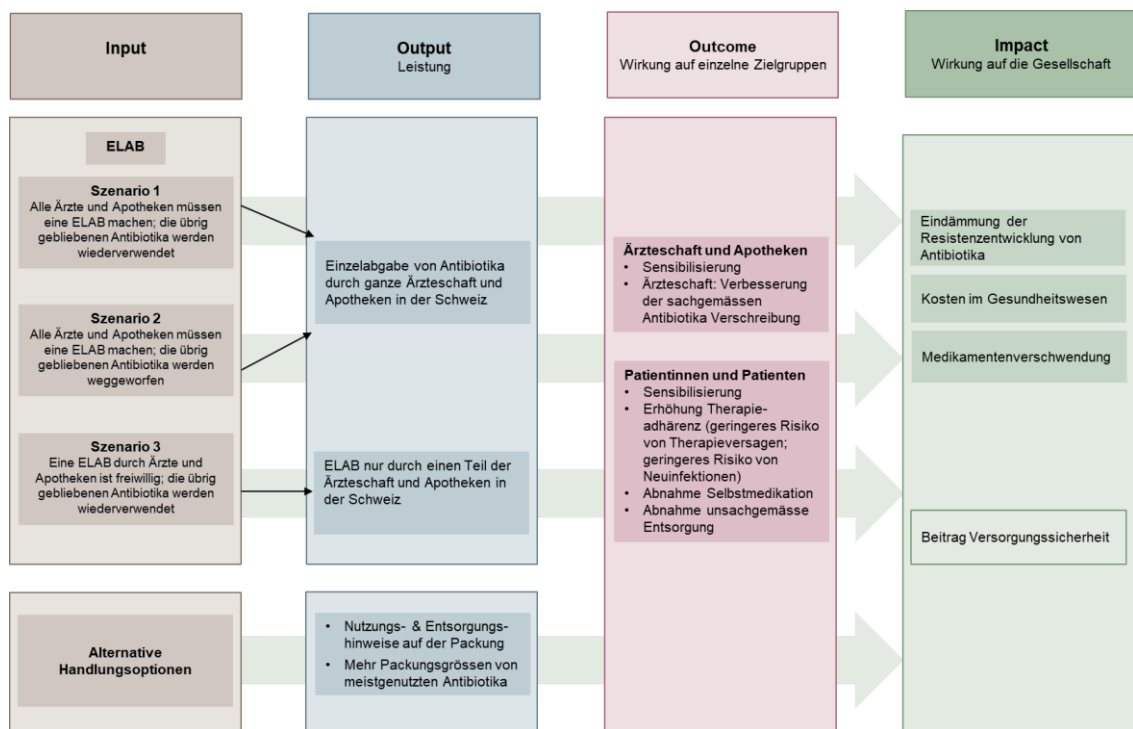 Input
Output
Leistung
Outcome
Wirkung auf einzelne Zielgruppen
Impact
Wirkung auf die Gesellschaft
ELAB
Szenario 1
Alle Ärzte und Apotheken müssen
eine ELAB machen; die übrig
gebliebenen Antibiotika werden
wiederverwendet
Szenario 2
Alle Ärzte und Apotheken müssen
eine ELAB machen; die übrig
gebliebenen Antibiotika werden
weggeworfen
Szenario 3
Eine ELAB durch Ärzte und
Apotheken ist freiwillig; die übrig
gebliebenen Antibiotika werden
wiederverwendet
Alternative
Handlungsoptionen
Einzelabgabe von Antibiotika
durch ganze Ärzteschaft und
Apotheken in der Schweiz
ELAB nur durch einen Teil der
Ärzteschaft und Apotheken in
der Schweiz
• Nutzungs- & Entsorgungs-
hinweise auf der Packung
• Mehr Packungsgrössen von
meistgenutzten Antibiotika
Ärzteschaft und Apotheken
• Sensibilisierung
• Ärzteschaft: Verbesserung
der sachgemässen
Antibiotika Verschreibung
Patientinnen und Patienten
• Sensibilisierung
• Erhöhung Therapie-
adhärenz (geringeres Risiko
von Therapieversagen;
geringeres Risiko von
Neuinfektionen)
• Abnahme Selbstmedikation
• Abnahme unsachgemässe
Entsorgung
Eindämmung der
Resistenzentwicklung von
Antibiotika
Kosten im Gesundheitswesen
Medikamentenverschwendung
Beitrag Versorgungssicherheit